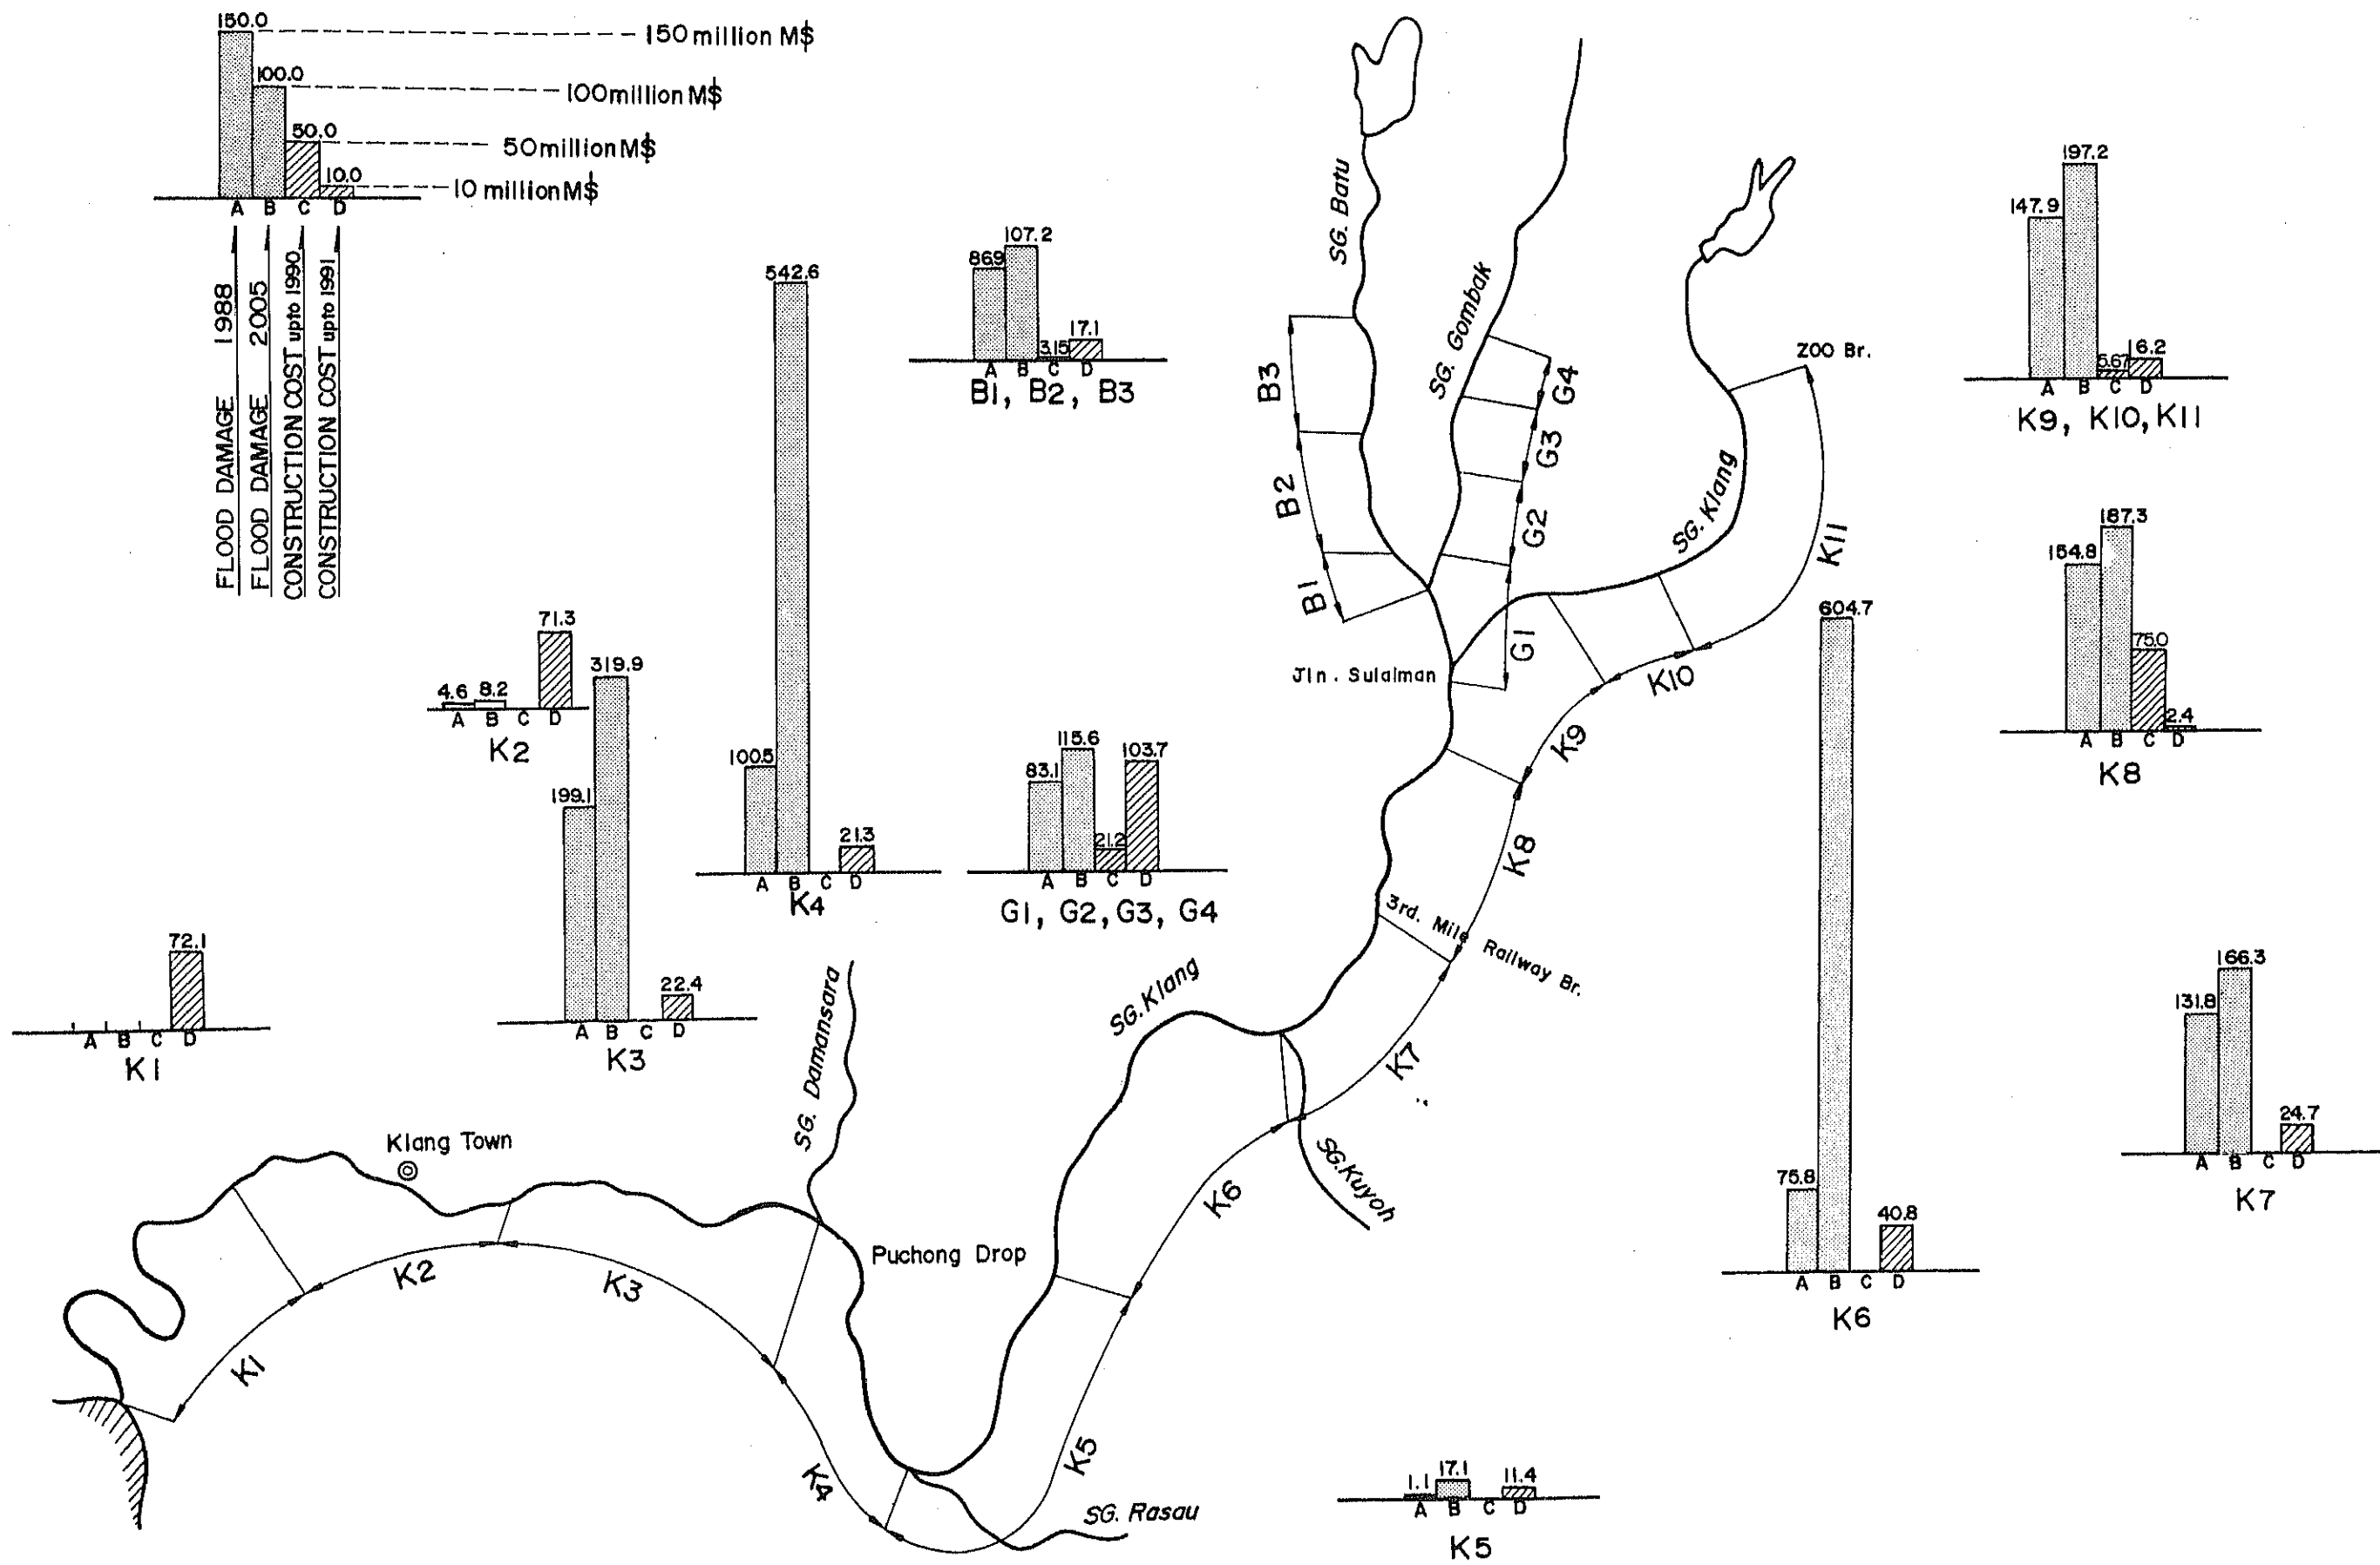 150.0
150 million M$
100.0
100 million M$
50.0
50 million M$
10.0
10 million M$
A B C D
FLOOD DAMAGE 1988
FLOOD DAMAGE 2005
CONSTRUCTION COST upto 1990
CONSTRUCTION COST upto 1991
542.6
100.5
21.3
A B C D
K4
86.9
107.2
3.15
17.1
A B C D
B1, B2, B3
SG. Batu
SG. Gombak
SG. Klang
ZOO Br.
B3
B2
B1
G4
G3
G2
G1
K11
K10
K9
K8
Jln. Sulaiman
147.9
197.2
5.67
16.2
A B C D
K9, K10, K11
154.8
187.3
75.0
2.4
A B C D
K8
71.3
4.6
8.2
A B C D
K2
319.9
199.1
22.4
A B C D
K3
83.1
115.6
21.2
103.7
A B C D
G1, G2, G3, G4
72.1
A B C D
K1
604.7
75.8
40.8
A B C D
K6
131.8
166.3
24.7
A B C D
K7
3rd. Mile Railway Br.
SG. Klang
SG. Damansara
Klang Town
Puchong Drop
SG. Kuyoh
K7
K6
K5
K4
K3
K2
K1
SG. Rasau
1.1
17.1
11.4
A B C D
K5